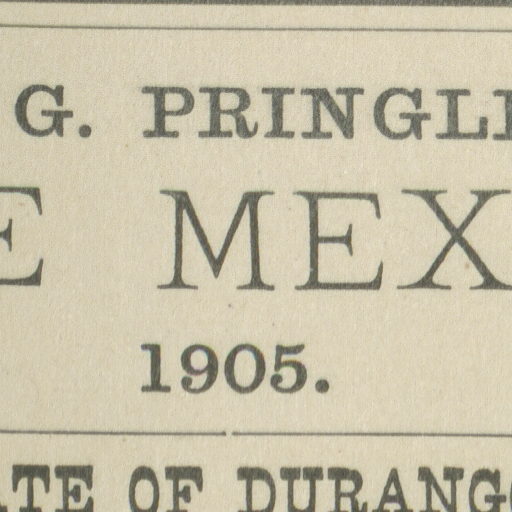 G. PRINGL
E MEX
1905.
ATE OF DURANG